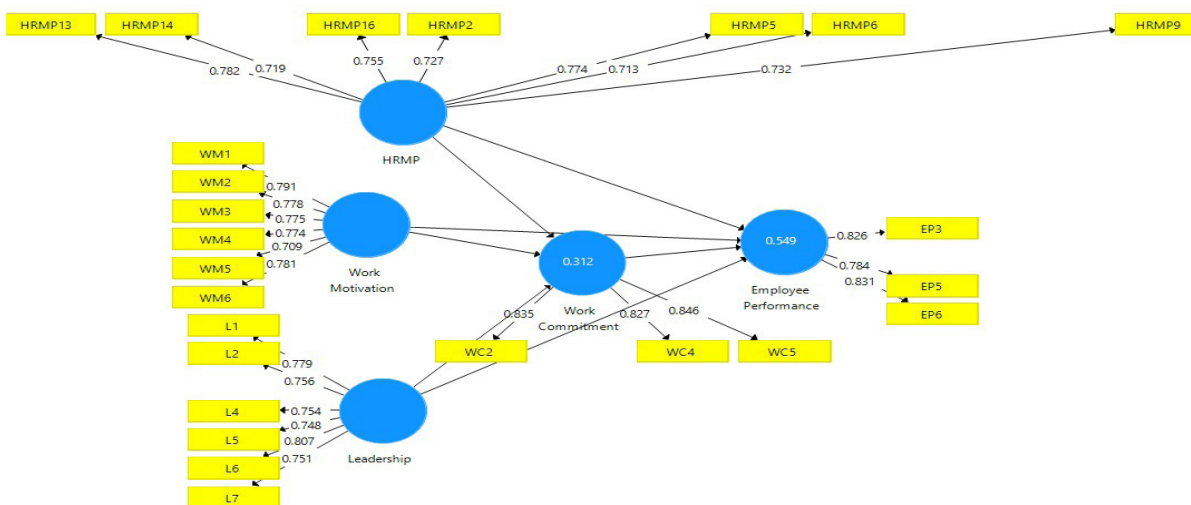 HRMP13
HRMP14
HRMP16
HRMP2
HRMP5
HRMP6
HRMP9
0.782
0.719
0.755
0.727
0.774
0.713
0.732
HRMP
WM1
WM2
WM3
WM4
WM5
WM6
0.791
0.778
0.775
0.774
0.709
0.781
Work
Motivation
L1
L2
L4
L5
L6
L7
0.779
0.756
0.754
0.748
0.807
0.751
Leadership
0.312
Work
Commitment
0.835
0.827
0.846
WC2
WC4
WC5
0.549
Employee
Performance
0.826
0.784
0.831
EP3
EP5
EP6